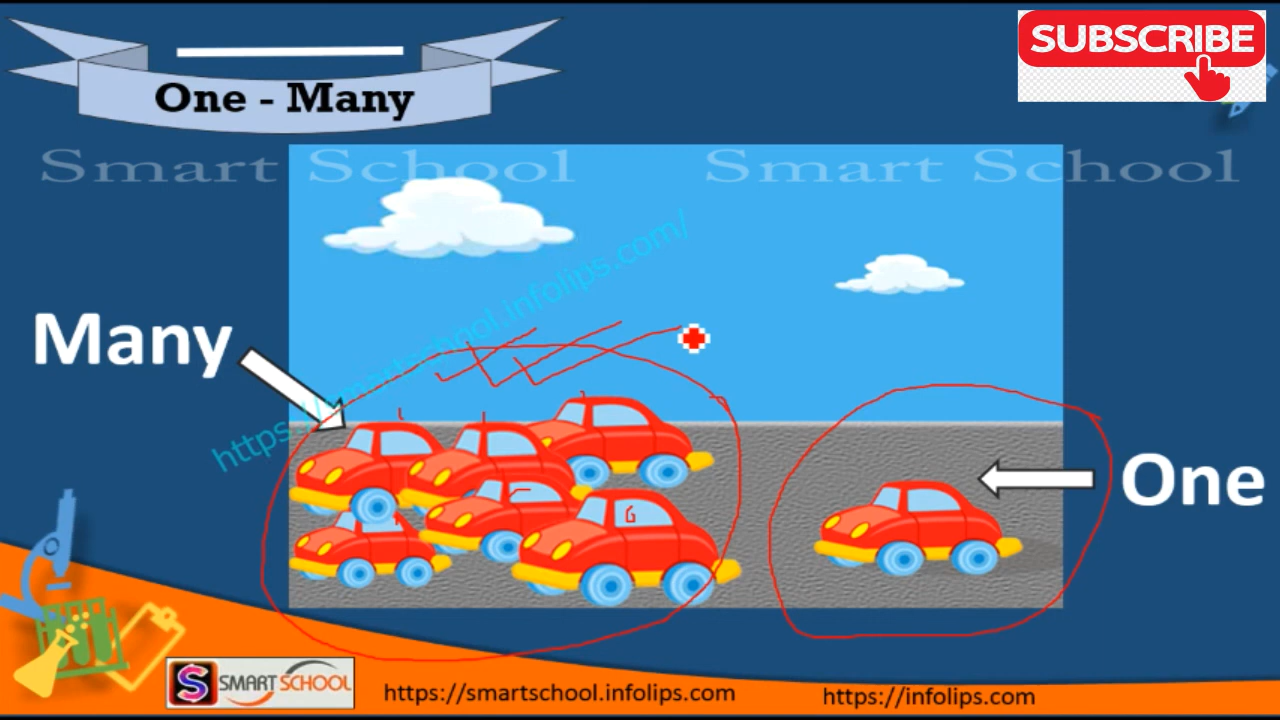 SUBSCRIBE
One - Many
Smart School
Smart School
https://smartschool.infolips.com/
Many
One
6
SMART SCHOOL
https://smartschool.infolips.com
https://infolips.com